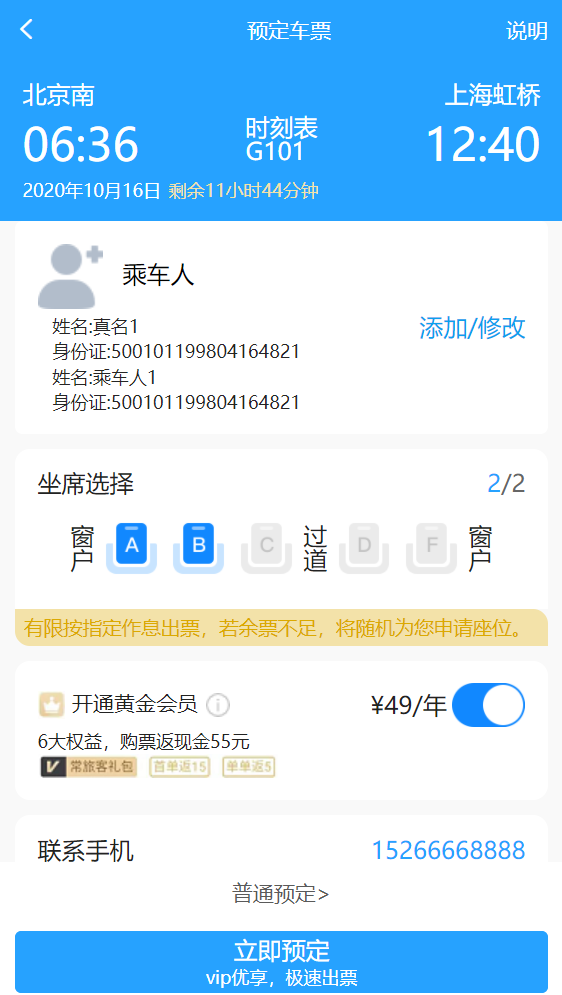 预定车票
说明
北京南
上海虹桥
06:36
时刻表
G101
12:40
2020年10月16日 剩余11小时44分钟
乘车人
姓名:真名1
添加/修改
身份证:500101199804164821
姓名:乘车人1
身份证:500101199804164821
坐席选择
2/2
窗户 A B C 过道 D F 窗户
有限按指定作息出票，若余票不足，将随机为您申请座位。
开通黄金会员
¥49/年
6大权益，购票返现金55元
常旅客礼包 首单返15 单单返5
联系手机
15266668888
普通预定>
立即预定
vip优享，极速出票